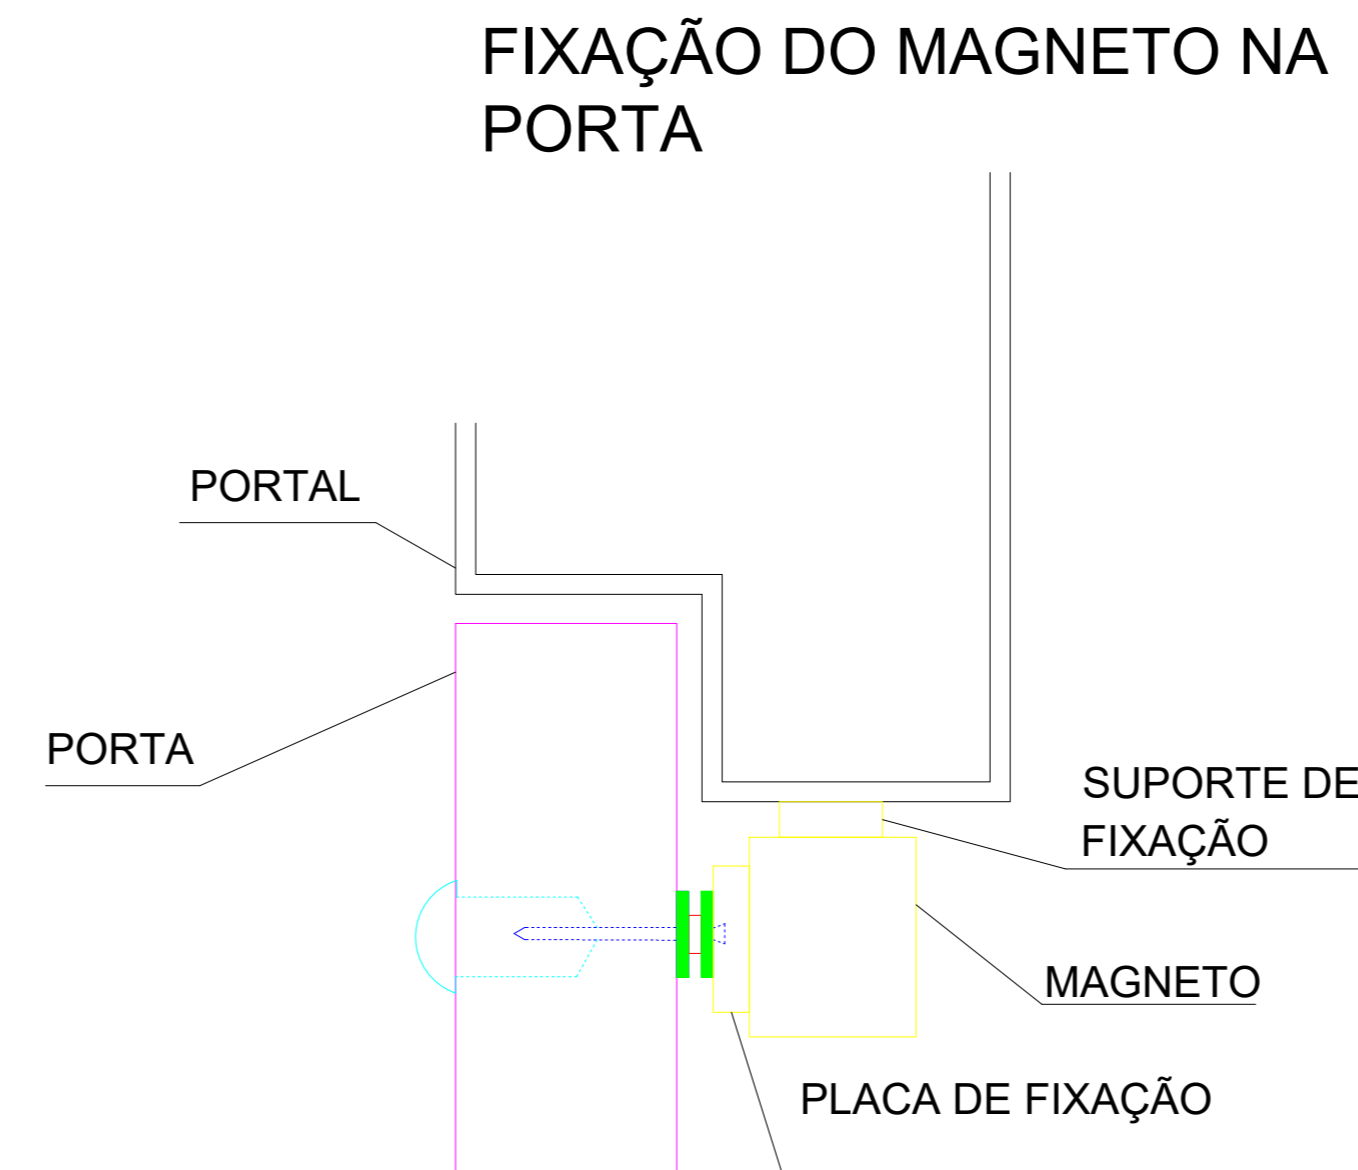 FIXAÇÃO DO MAGNETO NA
PORTA
PORTAL
PORTA
SUPORTE DE
FIXAÇÃO
MAGNETO
PLACA DE FIXAÇÃO